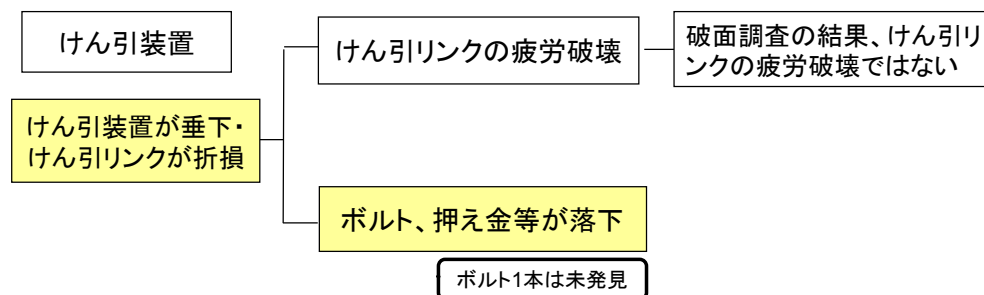 けん引装置
けん引リンクの疲労破壊
破面調査の結果、けん引リ
ンクの疲労破壊ではない
けん引装置が垂下・
けん引リンクが折損
ボルト、押え金等が落下
ボルト1本は未発見